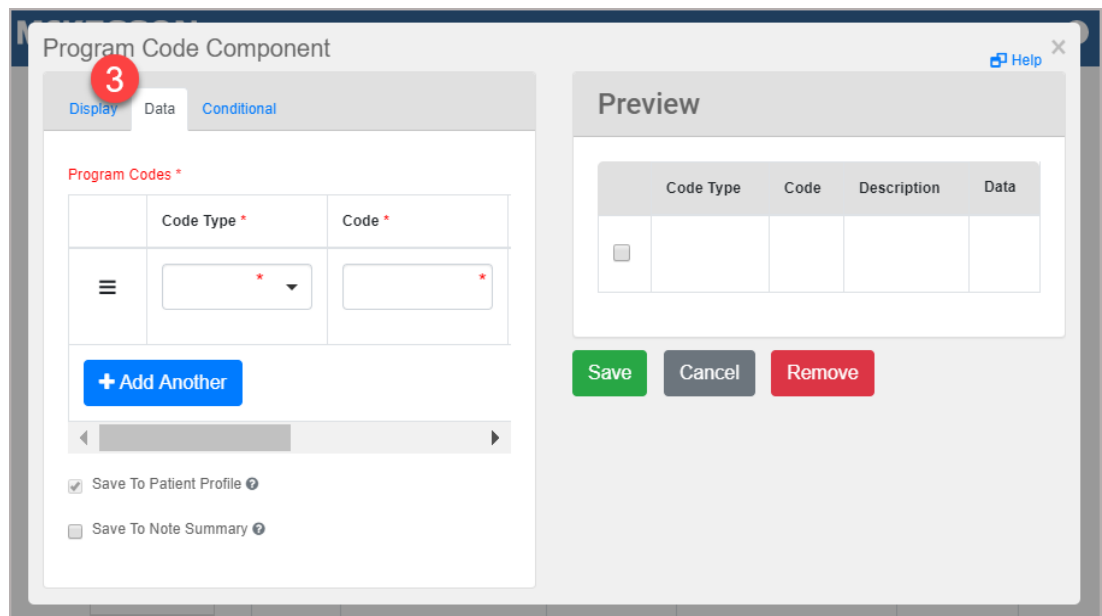 Program Code Component
Help
×
3
Display Data Conditional
Preview
Program Codes *
Code Type * Code *
* *
+ Add Another
Code Type Code Description Data
Save Cancel Remove
Save To Patient Profile ?
Save To Note Summary ?